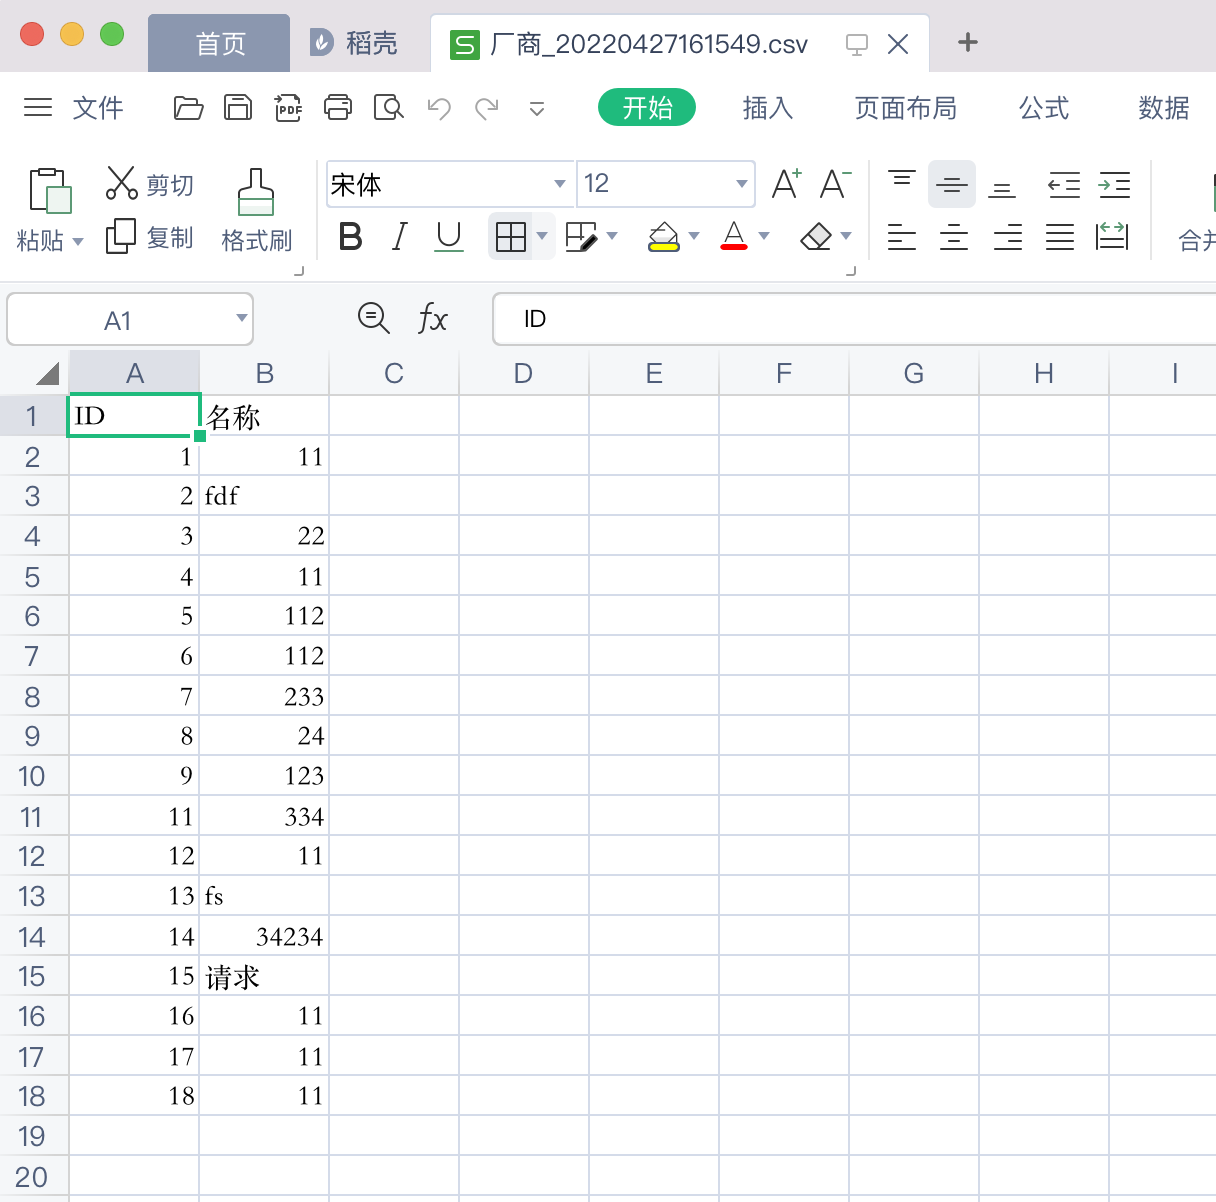 首页 稻壳 厂商_20220427161549.csv
文件 PDF 开始 插入 页面布局 公式 数据
粘贴 剪切 复制 格式刷 宋体 12 A+ A-
B I U A
A1 fx ID
A B C D E F G H I
1 ID 名称
2 1 11
3 2 fdf
4 3 22
5 4 11
6 5 112
7 6 112
8 7 233
9 8 24
10 9 123
11 11 334
12 12 11
13 13 fs
14 14 34234
15 15 请求
16 16 11
17 17 11
18 18 11
19
20